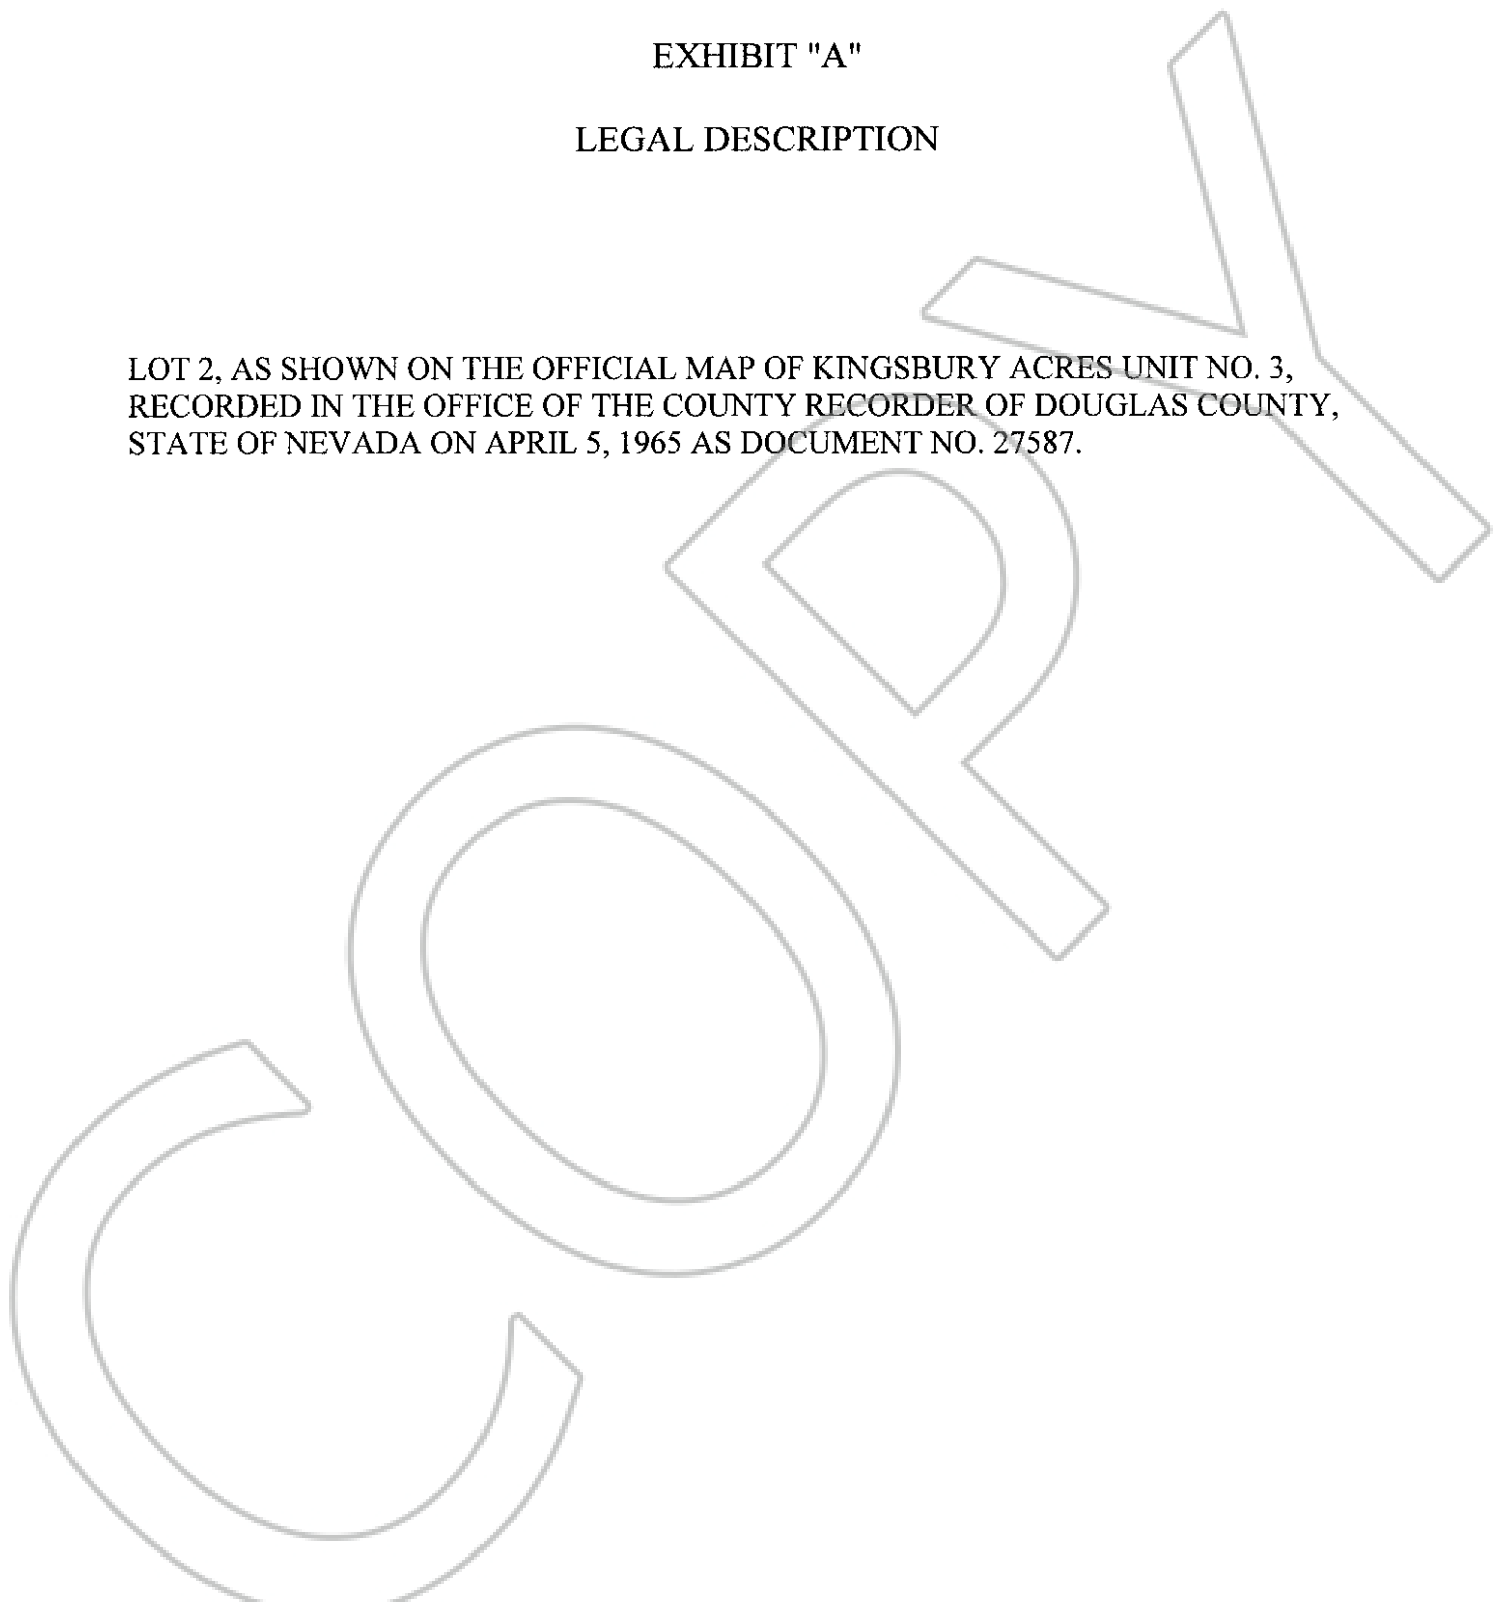 EXHIBIT "A"
LEGAL DESCRIPTION
LOT 2, AS SHOWN ON THE OFFICIAL MAP OF KINGSBURY ACRES UNIT NO. 3,
RECORDED IN THE OFFICE OF THE COUNTY RECORDER OF DOUGLAS COUNTY,
STATE OF NEVADA ON APRIL 5, 1965 AS DOCUMENT NO. 27587.
COPY